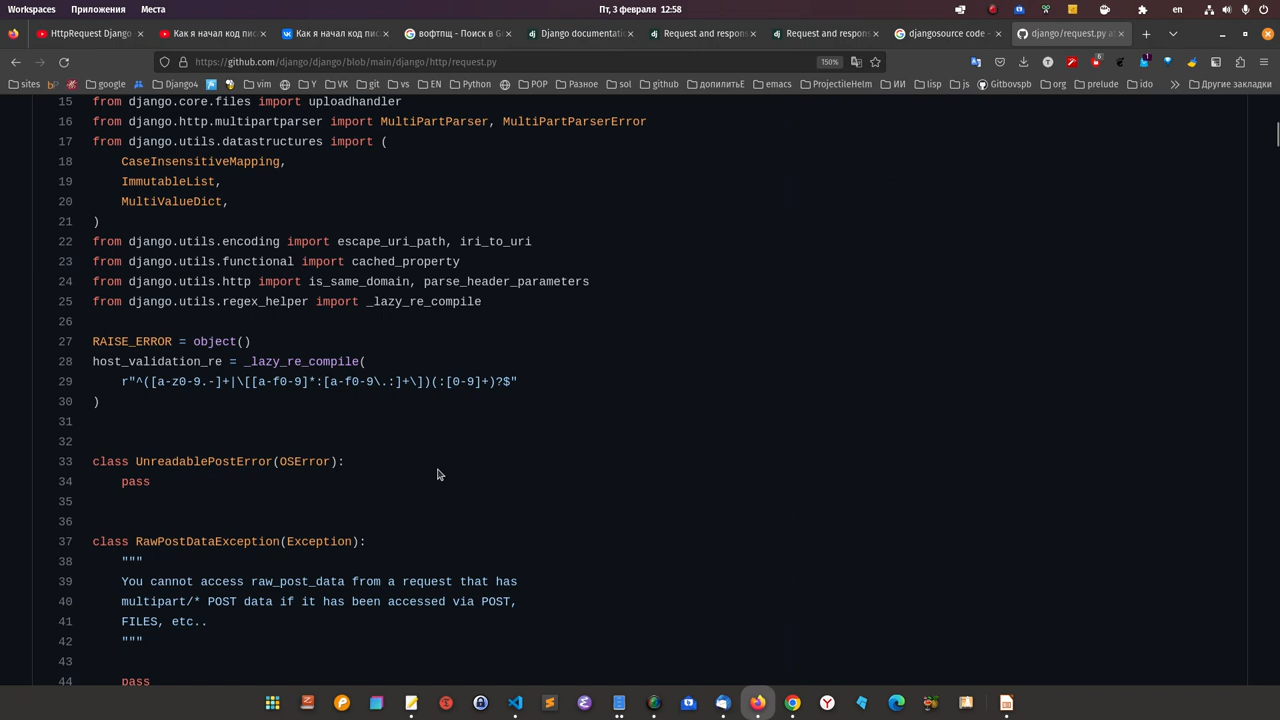 Workspaces Приложения Места Пт, 3 февраля 12:58 en
HttpRequest Django Как я начал код пис Как я начал код пис вофтпщ - Поиск в G Django documentati Request and respon Request and respon djangosource code - django/request.py at
https://github.com/django/django/blob/main/django/http/request.py 150%
sites google Django4 vim Y VK git vs EN Python POP Разное sol github допилитьЕ emacs ProjectileHelm ИИ lisp js Gitbovspb org prelude ido Другие закладки
15 from django.core.files import uploadhandler
16 from django.http.multipartparser import MultiPartParser, MultiPartParserError
17 from django.utils.datastructures import (
18 CaseInsensitiveMapping,
19 ImmutableList,
20 MultiValueDict,
21 )
22 from django.utils.encoding import escape_uri_path, iri_to_uri
23 from django.utils.functional import cached_property
24 from django.utils.http import is_same_domain, parse_header_parameters
25 from django.utils.regex_helper import _lazy_re_compile
26
27 RAISE_ERROR = object()
28 host_validation_re = _lazy_re_compile(
29 r"^([a-z0-9.-]+|\[[a-f0-9]*:[a-f0-9\.:]+\])(:[0-9]+)?$"
30 )
31
32
33 class UnreadablePostError(OSError):
34 pass
35
36
37 class RawPostDataException(Exception):
38 """
39 You cannot access raw_post_data from a request that has
40 multipart/* POST data if it has been accessed via POST,
41 FILES, etc..
42 """
43
44 pass